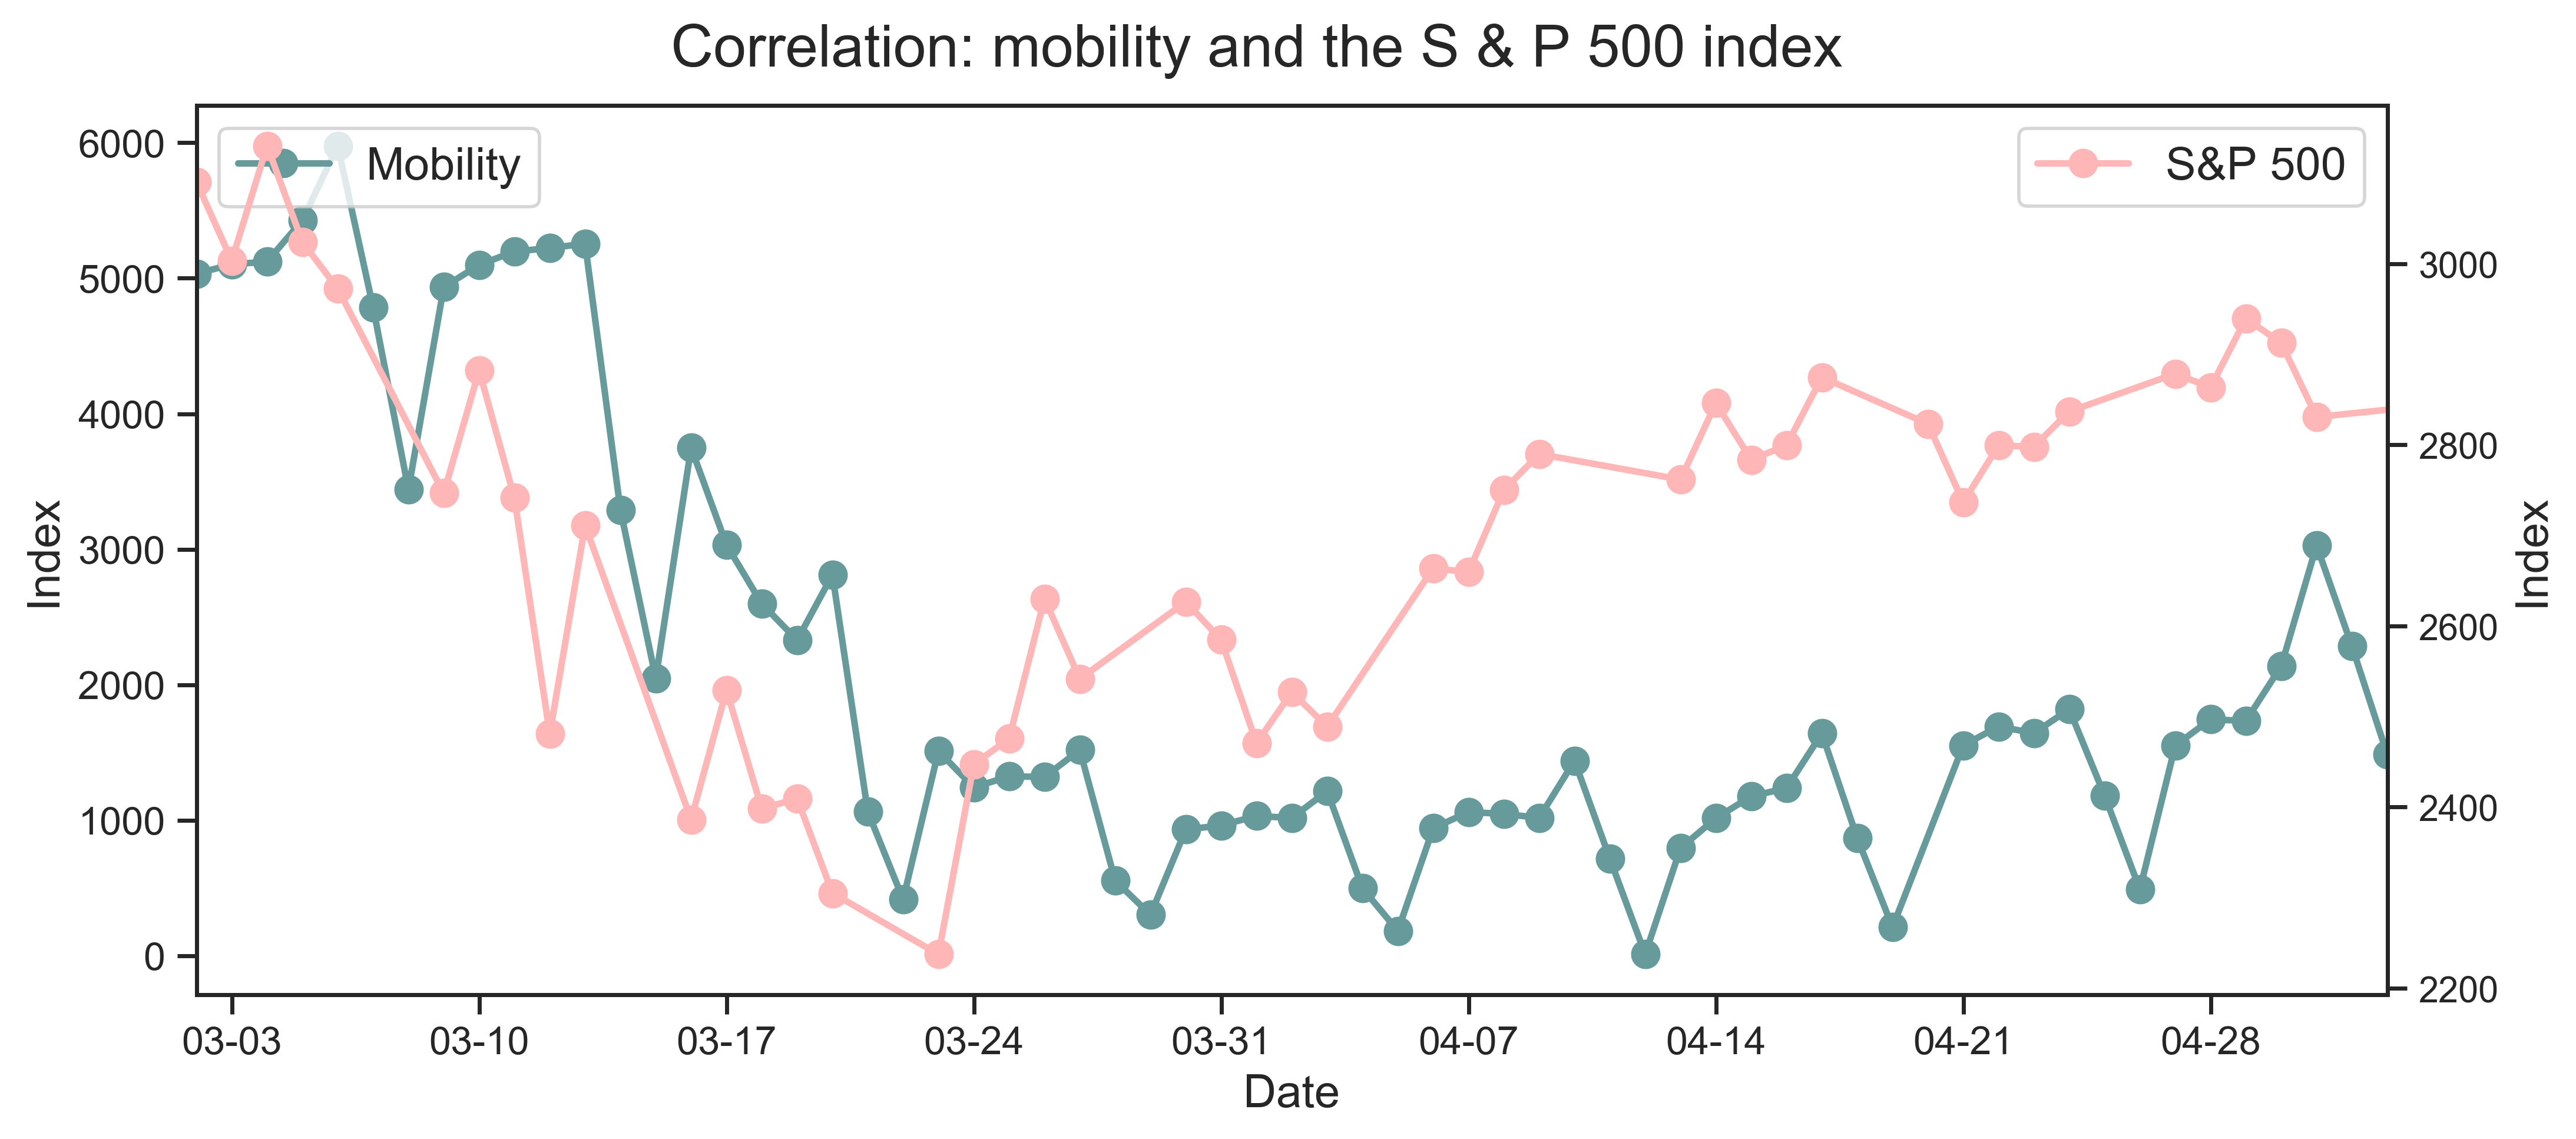 Correlation: mobility and the S & P 500 index
Mobility
S&P 500
6000
5000
4000
3000
2000
1000
0
Index
3000
2800
2600
2400
2200
Index
03-03 03-10 03-17 03-24 03-31 04-07 04-14 04-21 04-28
Date